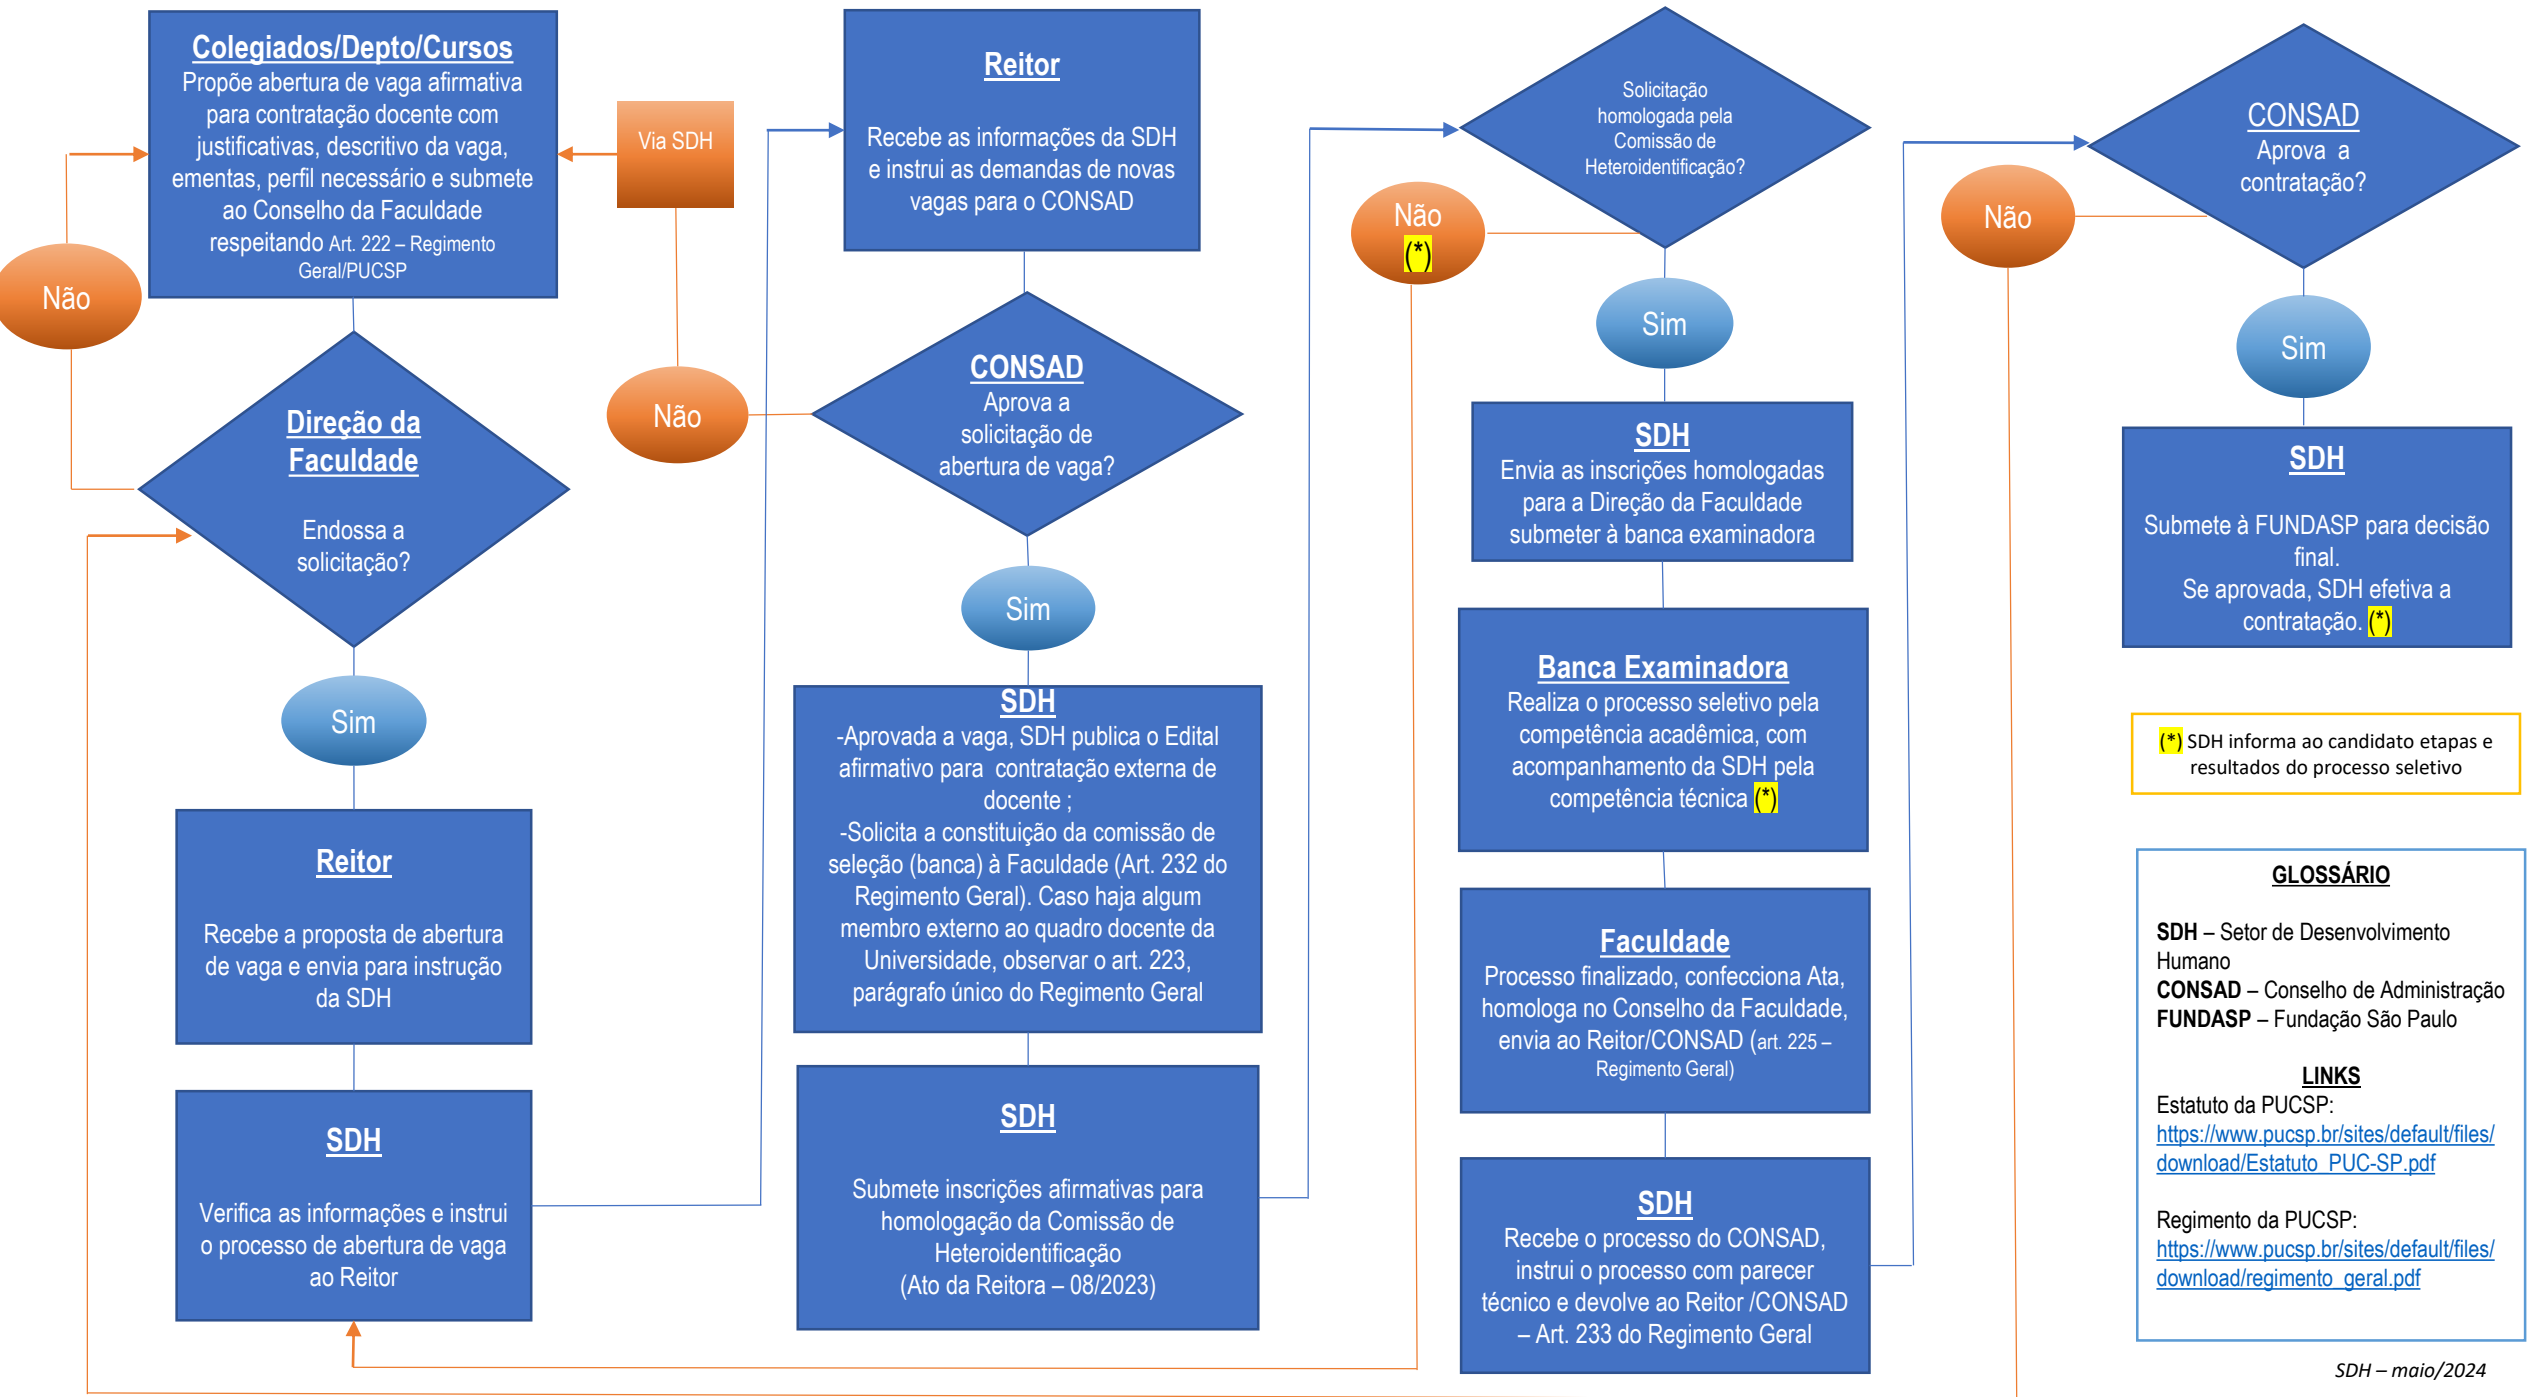 Colegiados/Depto/Cursos
Propõe abertura de vaga afirmativa
para contratação docente com
justificativas, descritivo da vaga,
ementas, perfil necessário e submete
ao Conselho da Faculdade
respeitando Art. 222 – Regimento
Geral/PUCSP
Não
Direção da
Faculdade
Endossa a
solicitação?
Sim
Reitor
Recebe a proposta de abertura
de vaga e envia para instrução
da SDH
SDH
Verifica as informações e instrui
o processo de abertura de vaga
ao Reitor
Via SDH
Não
Reitor
Recebe as informações da SDH
e instrui as demandas de novas
vagas para o CONSAD
CONSAD
Aprova a
solicitação de
abertura de vaga?
Sim
SDH
-Aprovada a vaga, SDH publica o Edital
afirmativo para contratação externa de
docente ;
-Solicita a constituição da comissão de
seleção (banca) à Faculdade (Art. 232 do
Regimento Geral). Caso haja algum
membro externo ao quadro docente da
Universidade, observar o art. 223,
parágrafo único do Regimento Geral
SDH
Submete inscrições afirmativas para
homologação da Comissão de
Heteroidentificação
(Ato da Reitora – 08/2023)
Solicitação
homologada pela
Comissão de
Heteroidentificação?
Não
(*)
Sim
SDH
Envia as inscrições homologadas
para a Direção da Faculdade
submeter à banca examinadora
Banca Examinadora
Realiza o processo seletivo pela
competência acadêmica, com
acompanhamento da SDH pela
competência técnica (*)
Faculdade
Processo finalizado, confecciona Ata,
homologa no Conselho da Faculdade,
envia ao Reitor/CONSAD (art. 225 –
Regimento Geral)
SDH
Recebe o processo do CONSAD,
instrui o processo com parecer
técnico e devolve ao Reitor /CONSAD
– Art. 233 do Regimento Geral
CONSAD
Aprova a
contratação?
Não
Sim
SDH
Submete à FUNDASP para decisão
final.
Se aprovada, SDH efetiva a
contratação. (*)
(*) SDH informa ao candidato etapas e
resultados do processo seletivo
GLOSSÁRIO
SDH – Setor de Desenvolvimento
Humano
CONSAD – Conselho de Administração
FUNDASP – Fundação São Paulo
LINKS
Estatuto da PUCSP:
https://www.pucsp.br/sites/default/files/
download/Estatuto_PUC-SP.pdf
Regimento da PUCSP:
https://www.pucsp.br/sites/default/files/
download/regimento_geral.pdf
SDH – maio/2024